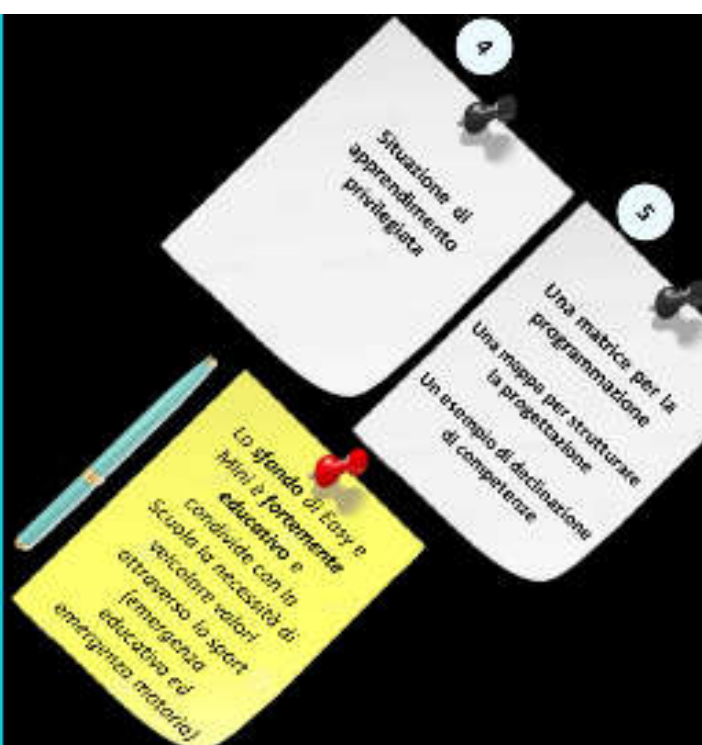 4
Situazione di
apprendimento
privilegiata
5
Una matrice per la
programmazione
Una mappa per strutturare
la progettazione
Un esempio di declinazione
di competenze
Lo sfondo di Easy e
Mini è fortemente
educativo e
condivide con la
Scuola la necessità di
veicolare valori
attraverso lo sport
(emergenza
educativa ed
emergenza motoria)